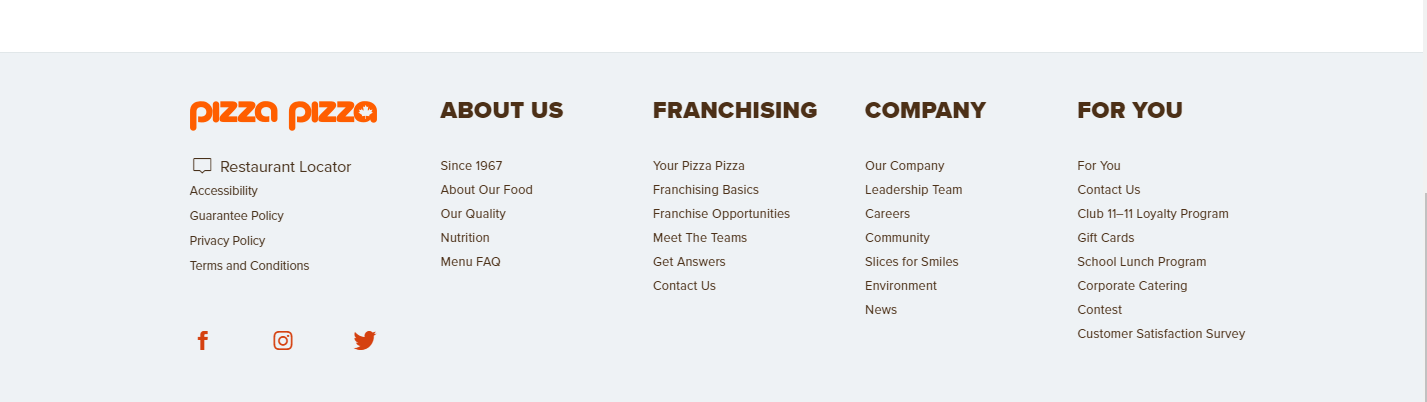 pizza pizza
Restaurant Locator
Accessibility
Guarantee Policy
Privacy Policy
Terms and Conditions
ABOUT US
Since 1967
About Our Food
Our Quality
Nutrition
Menu FAQ
FRANCHISING
Your Pizza Pizza
Franchising Basics
Franchise Opportunities
Meet The Teams
Get Answers
Contact Us
COMPANY
Our Company
Leadership Team
Careers
Community
Slices for Smiles
Environment
News
FOR YOU
For You
Contact Us
Club 11–11 Loyalty Program
Gift Cards
School Lunch Program
Corporate Catering
Contest
Customer Satisfaction Survey